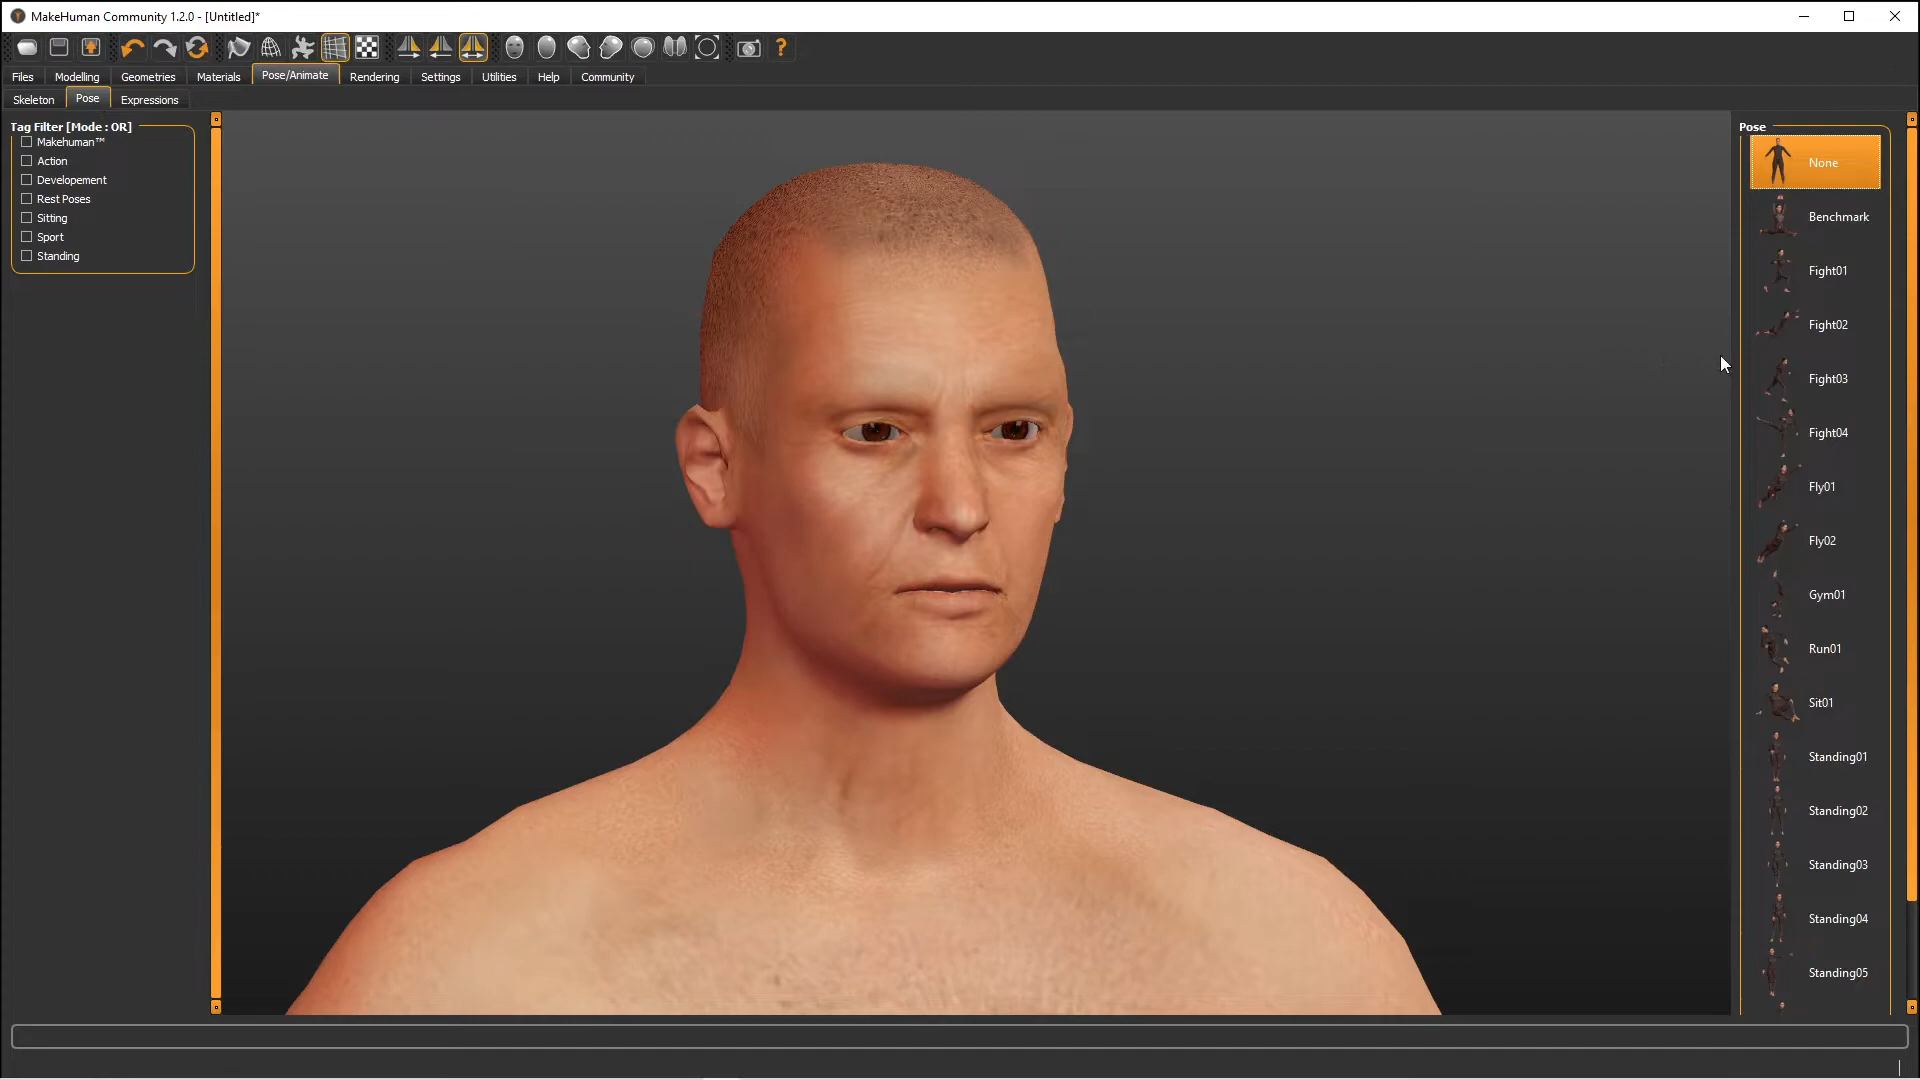 MakeHuman Community 1.2.0 - [Untitled]*
Files Modelling Geometries Materials Pose/Animate Rendering Settings Utilities Help Community
Skeleton Pose Expressions
Tag Filter [Mode : OR]
Makehuman™
Action
Developement
Rest Poses
Sitting
Sport
Standing
Pose
None
Benchmark
Fight01
Fight02
Fight03
Fight04
Fly01
Fly02
Gym01
Run01
Sit01
Standing01
Standing02
Standing03
Standing04
Standing05